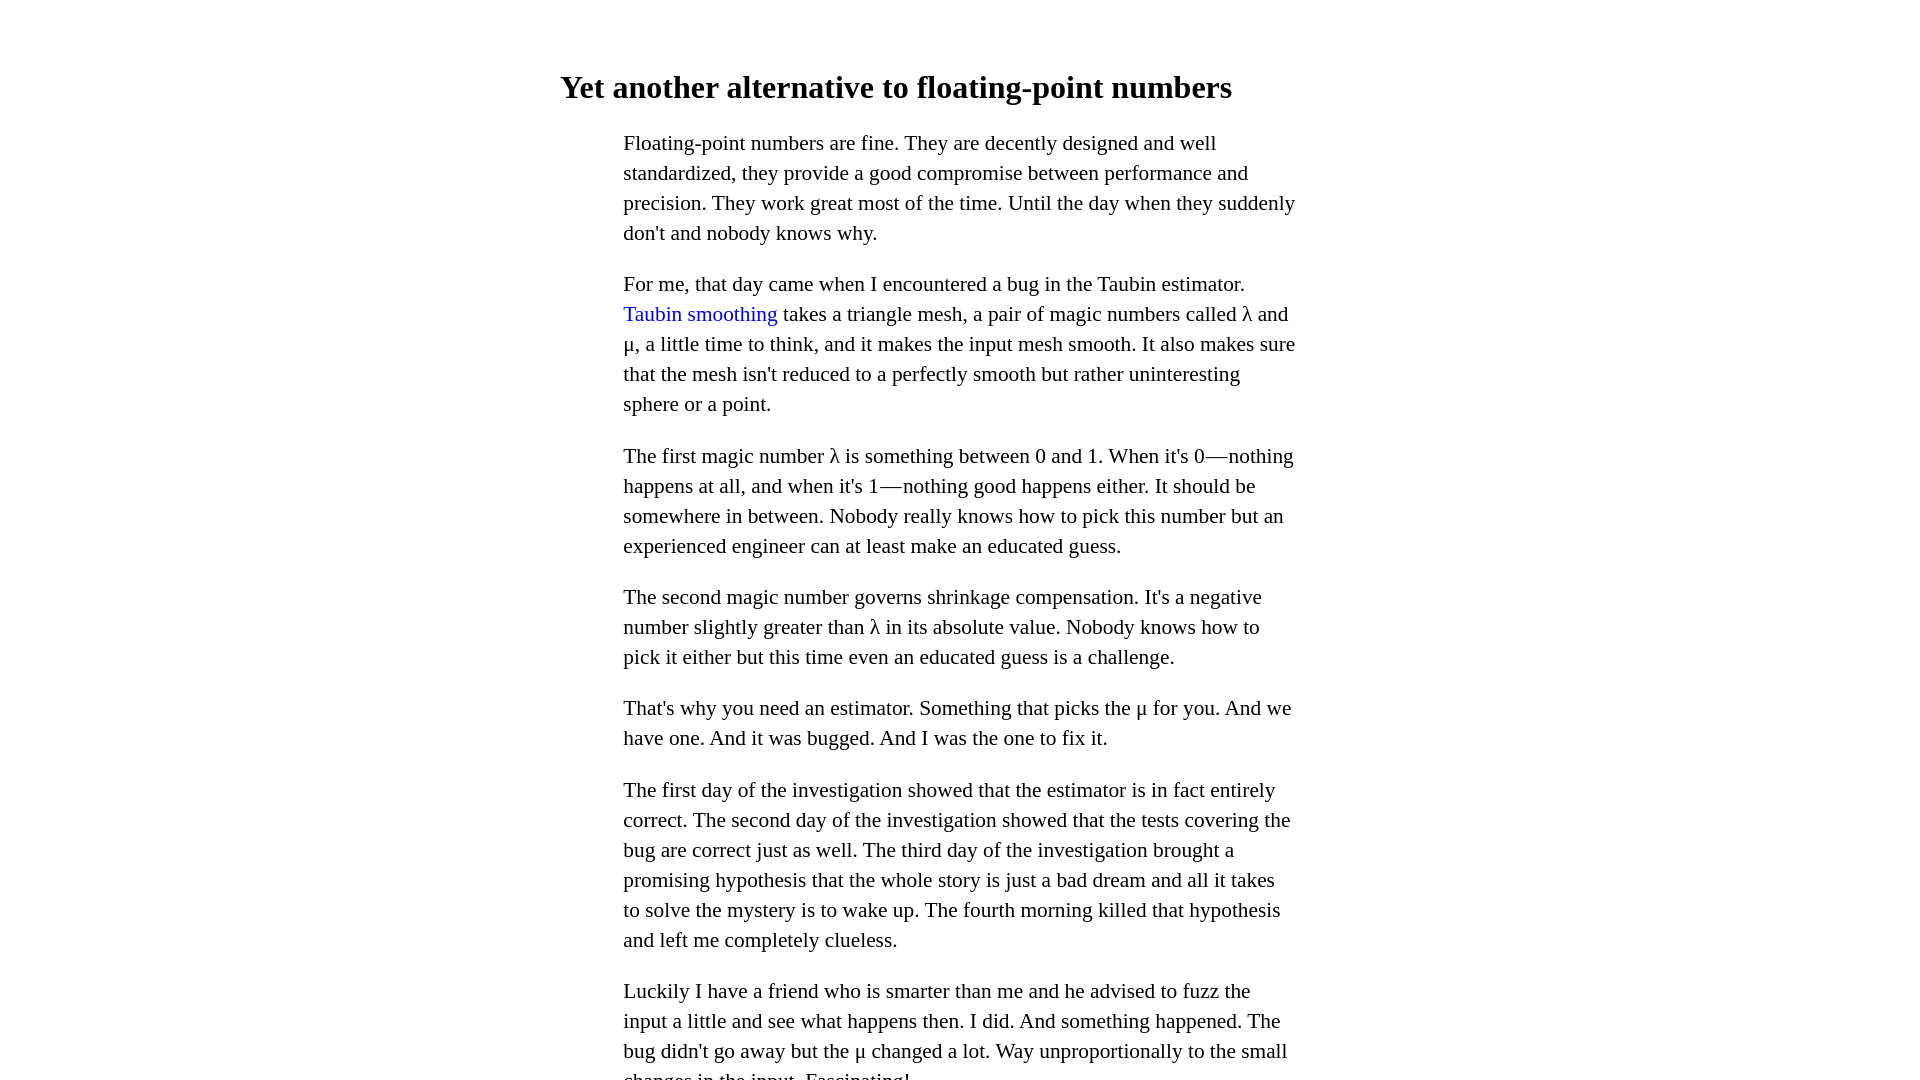 Yet another alternative to floating-point numbers
Floating-point numbers are fine. They are decently designed and well
standardized, they provide a good compromise between performance and
precision. They work great most of the time. Until the day when they suddenly
don't and nobody knows why.
For me, that day came when I encountered a bug in the Taubin estimator.
Taubin smoothing takes a triangle mesh, a pair of magic numbers called λ and
μ, a little time to think, and it makes the input mesh smooth. It also makes sure
that the mesh isn't reduced to a perfectly smooth but rather uninteresting
sphere or a point.
The first magic number λ is something between 0 and 1. When it's 0 — nothing
happens at all, and when it's 1 — nothing good happens either. It should be
somewhere in between. Nobody really knows how to pick this number but an
experienced engineer can at least make an educated guess.
The second magic number governs shrinkage compensation. It's a negative
number slightly greater than λ in its absolute value. Nobody knows how to
pick it either but this time even an educated guess is a challenge.
That's why you need an estimator. Something that picks the μ for you. And we
have one. And it was bugged. And I was the one to fix it.
The first day of the investigation showed that the estimator is in fact entirely
correct. The second day of the investigation showed that the tests covering the
bug are correct just as well. The third day of the investigation brought a
promising hypothesis that the whole story is just a bad dream and all it takes
to solve the mystery is to wake up. The fourth morning killed that hypothesis
and left me completely clueless.
Luckily I have a friend who is smarter than me and he advised to fuzz the
input a little and see what happens then. I did. And something happened. The
bug didn't go away but the μ changed a lot. Way unproportionally to the small
changes in the input. Fascinating!